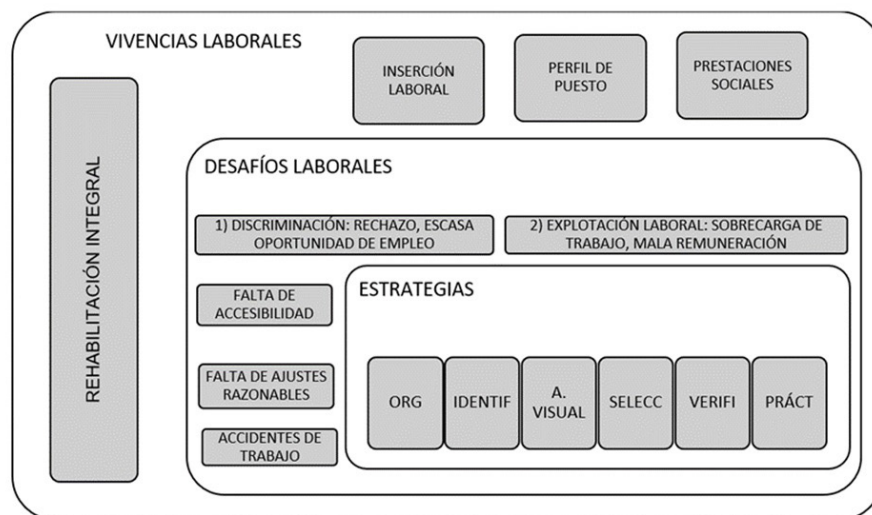 VIVENCIAS LABORALES
INSERCIÓN
LABORAL
PERFIL DE
PUESTO
PRESTACIONES
SOCIALES
REHABILITACIÓN INTEGRAL
DESAFÍOS LABORALES
1) DISCRIMINACIÓN: RECHAZO, ESCASA
OPORTUNIDAD DE EMPLEO
2) EXPLOTACIÓN LABORAL: SOBRECARGA DE
TRABAJO, MALA REMUNERACIÓN
FALTA DE
ACCESIBILIDAD
FALTA DE AJUSTES
RAZONABLES
ACCIDENTES DE
TRABAJO
ESTRATEGIAS
ORG
IDENTIF
A.
VISUAL
SELECC
VERIFI
PRÁCT